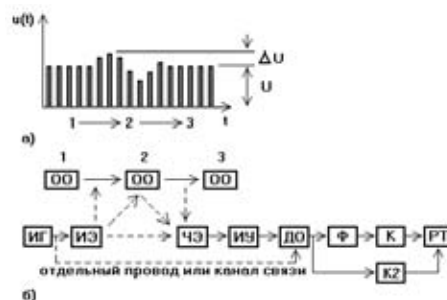 u(t)
ΔU
U
1 2 3 t
а)
1 2 3
ОО ОО ОО
ИГ ИЭ ЧЭ ИУ ДО Ф К РТ
отдельный провод или канал связи
К2
б)